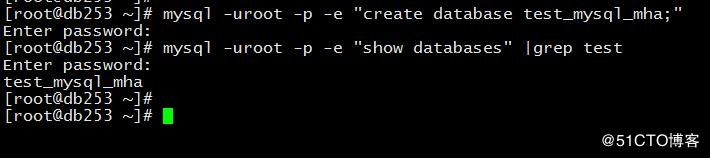 [root@db253 ~]# mysql -uroot -p -e "create database test_mysql_mha;"
Enter password:
[root@db253 ~]# mysql -uroot -p -e "show databases" |grep test
Enter password:
test_mysql_mha
[root@db253 ~]#
[root@db253 ~]#
@51CTO博客